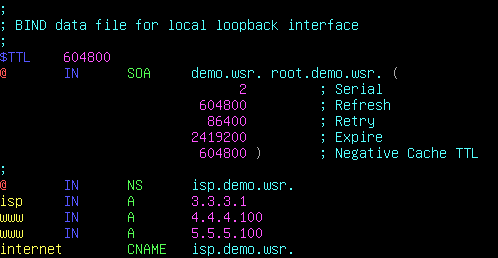 ;
; BIND data file for local loopback interface
;
$TTL    604800
@       IN      SOA     demo.wsr. root.demo.wsr. (
                              2         ; Serial
                         604800         ; Refresh
                          86400         ; Retry
                        2419200         ; Expire
                         604800 )       ; Negative Cache TTL
;
@       IN      NS      isp.demo.wsr.
isp     IN      A       3.3.3.1
www     IN      A       4.4.4.100
www     IN      A       5.5.5.100
internet        CNAME   isp.demo.wsr.